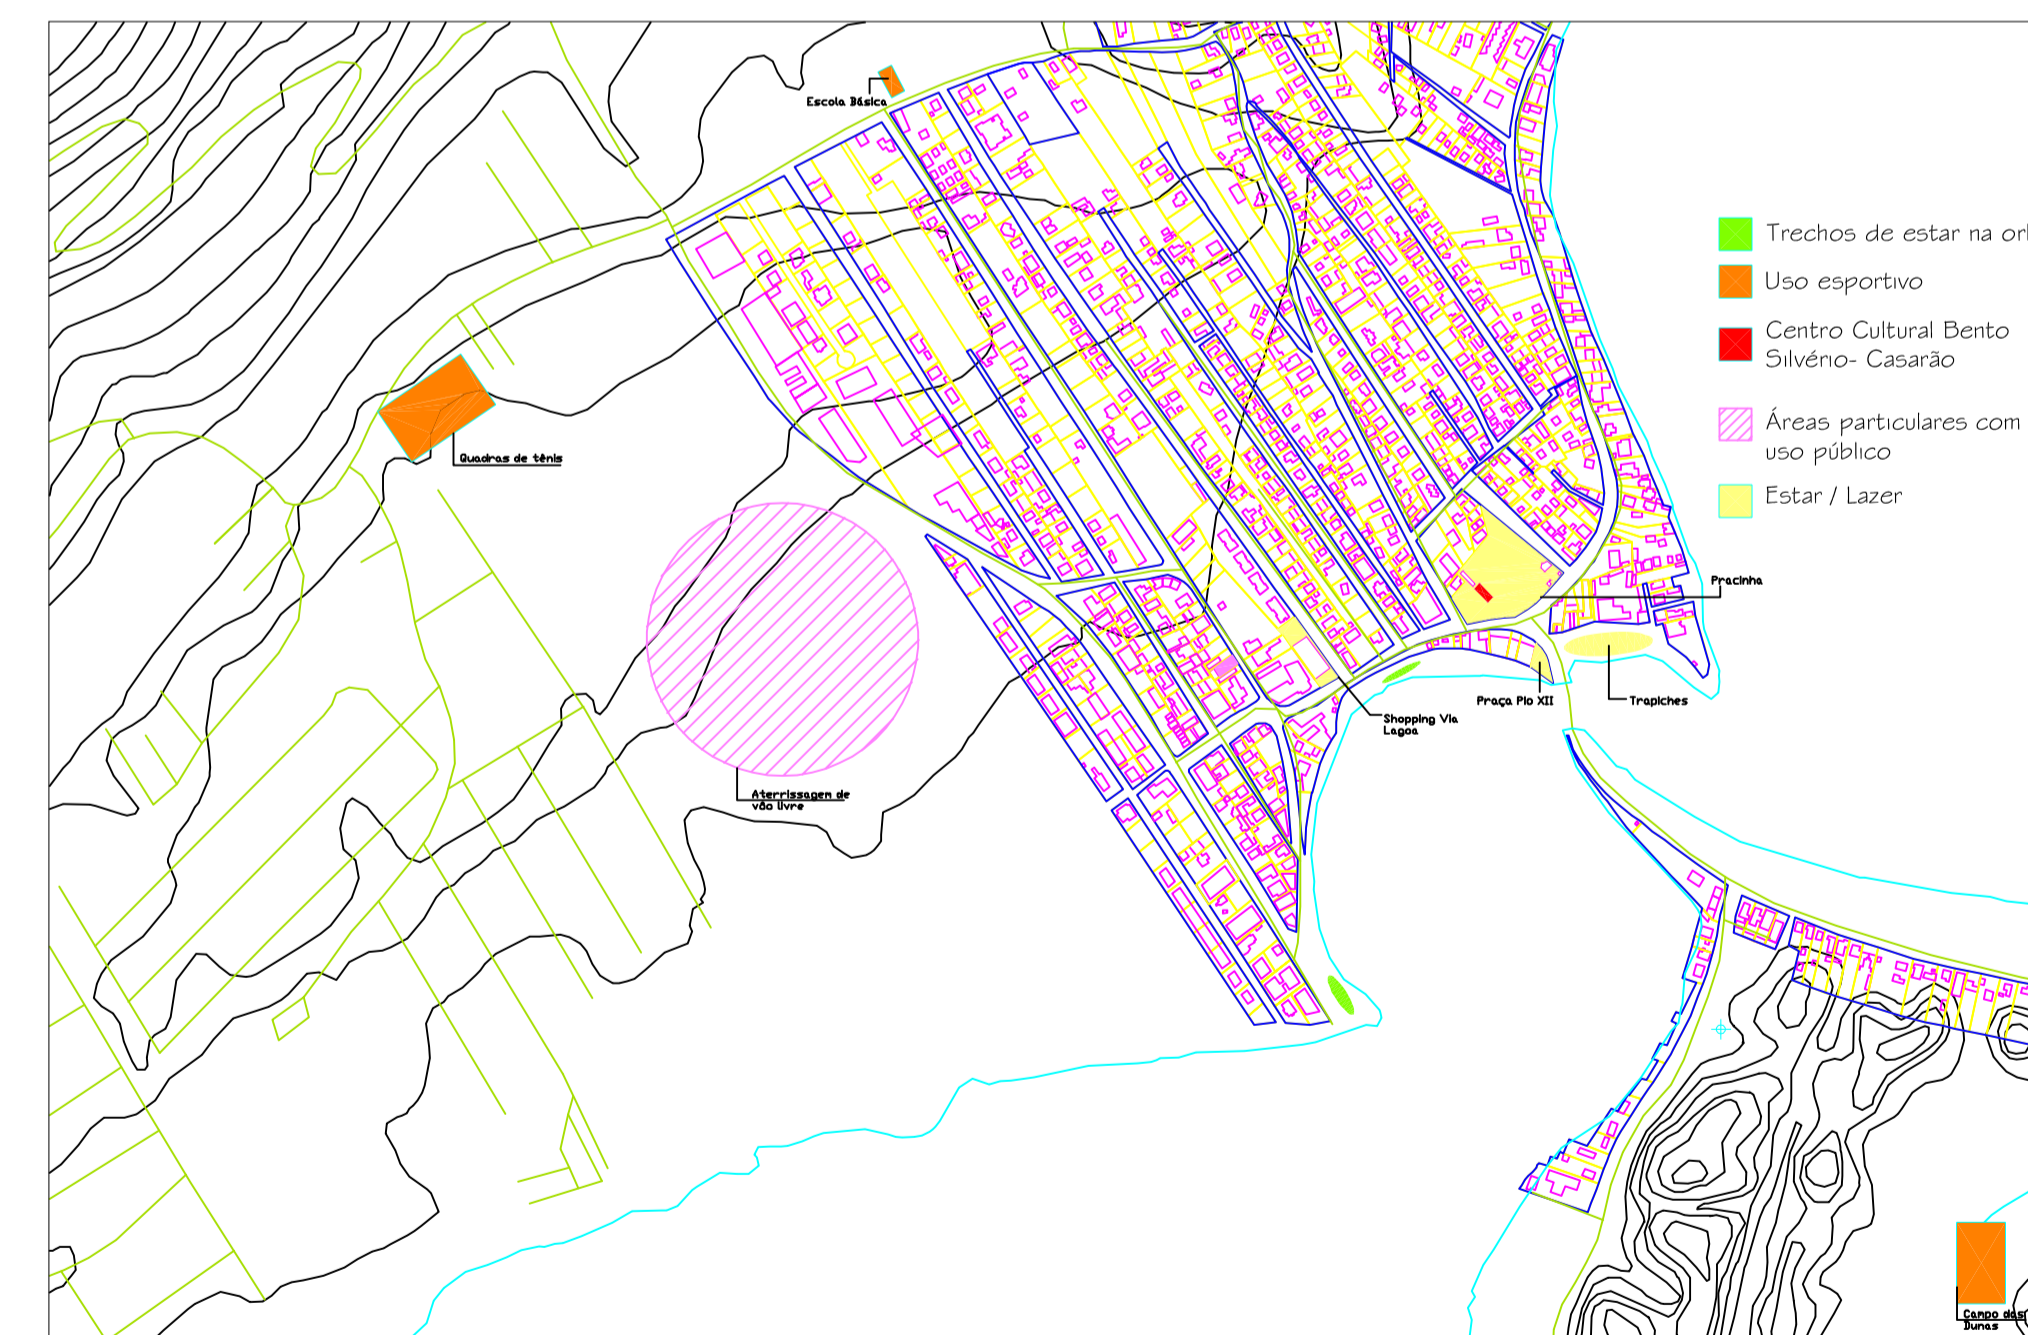 Escola Básica
Trechos de estar na
Uso esportivo
Centro Cultural Bento
Silvério- Casarão
Áreas particulares com
uso público
Estar / Lazer
Quadras de tênis
Pracinha
Praça Pio XII
Trapiches
Shopping Via
Lagoa
Aterrissagem de
vôo livre
Campo das
Dunas